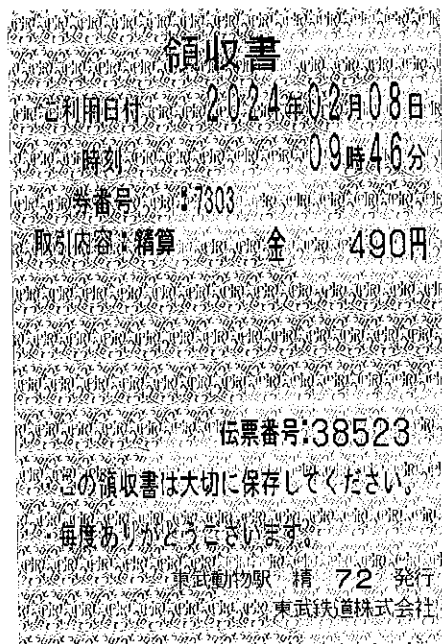 領収書
ご利用日付 2024年02月08日
時刻 09時46分
券番号 :7303
取引内容:精算 金 490円
伝票番号:38523
・この領収書は大切に保存してください。
・毎度ありがとうございます。
東武動物駅 精 72 発行
東武鉄道株式会社